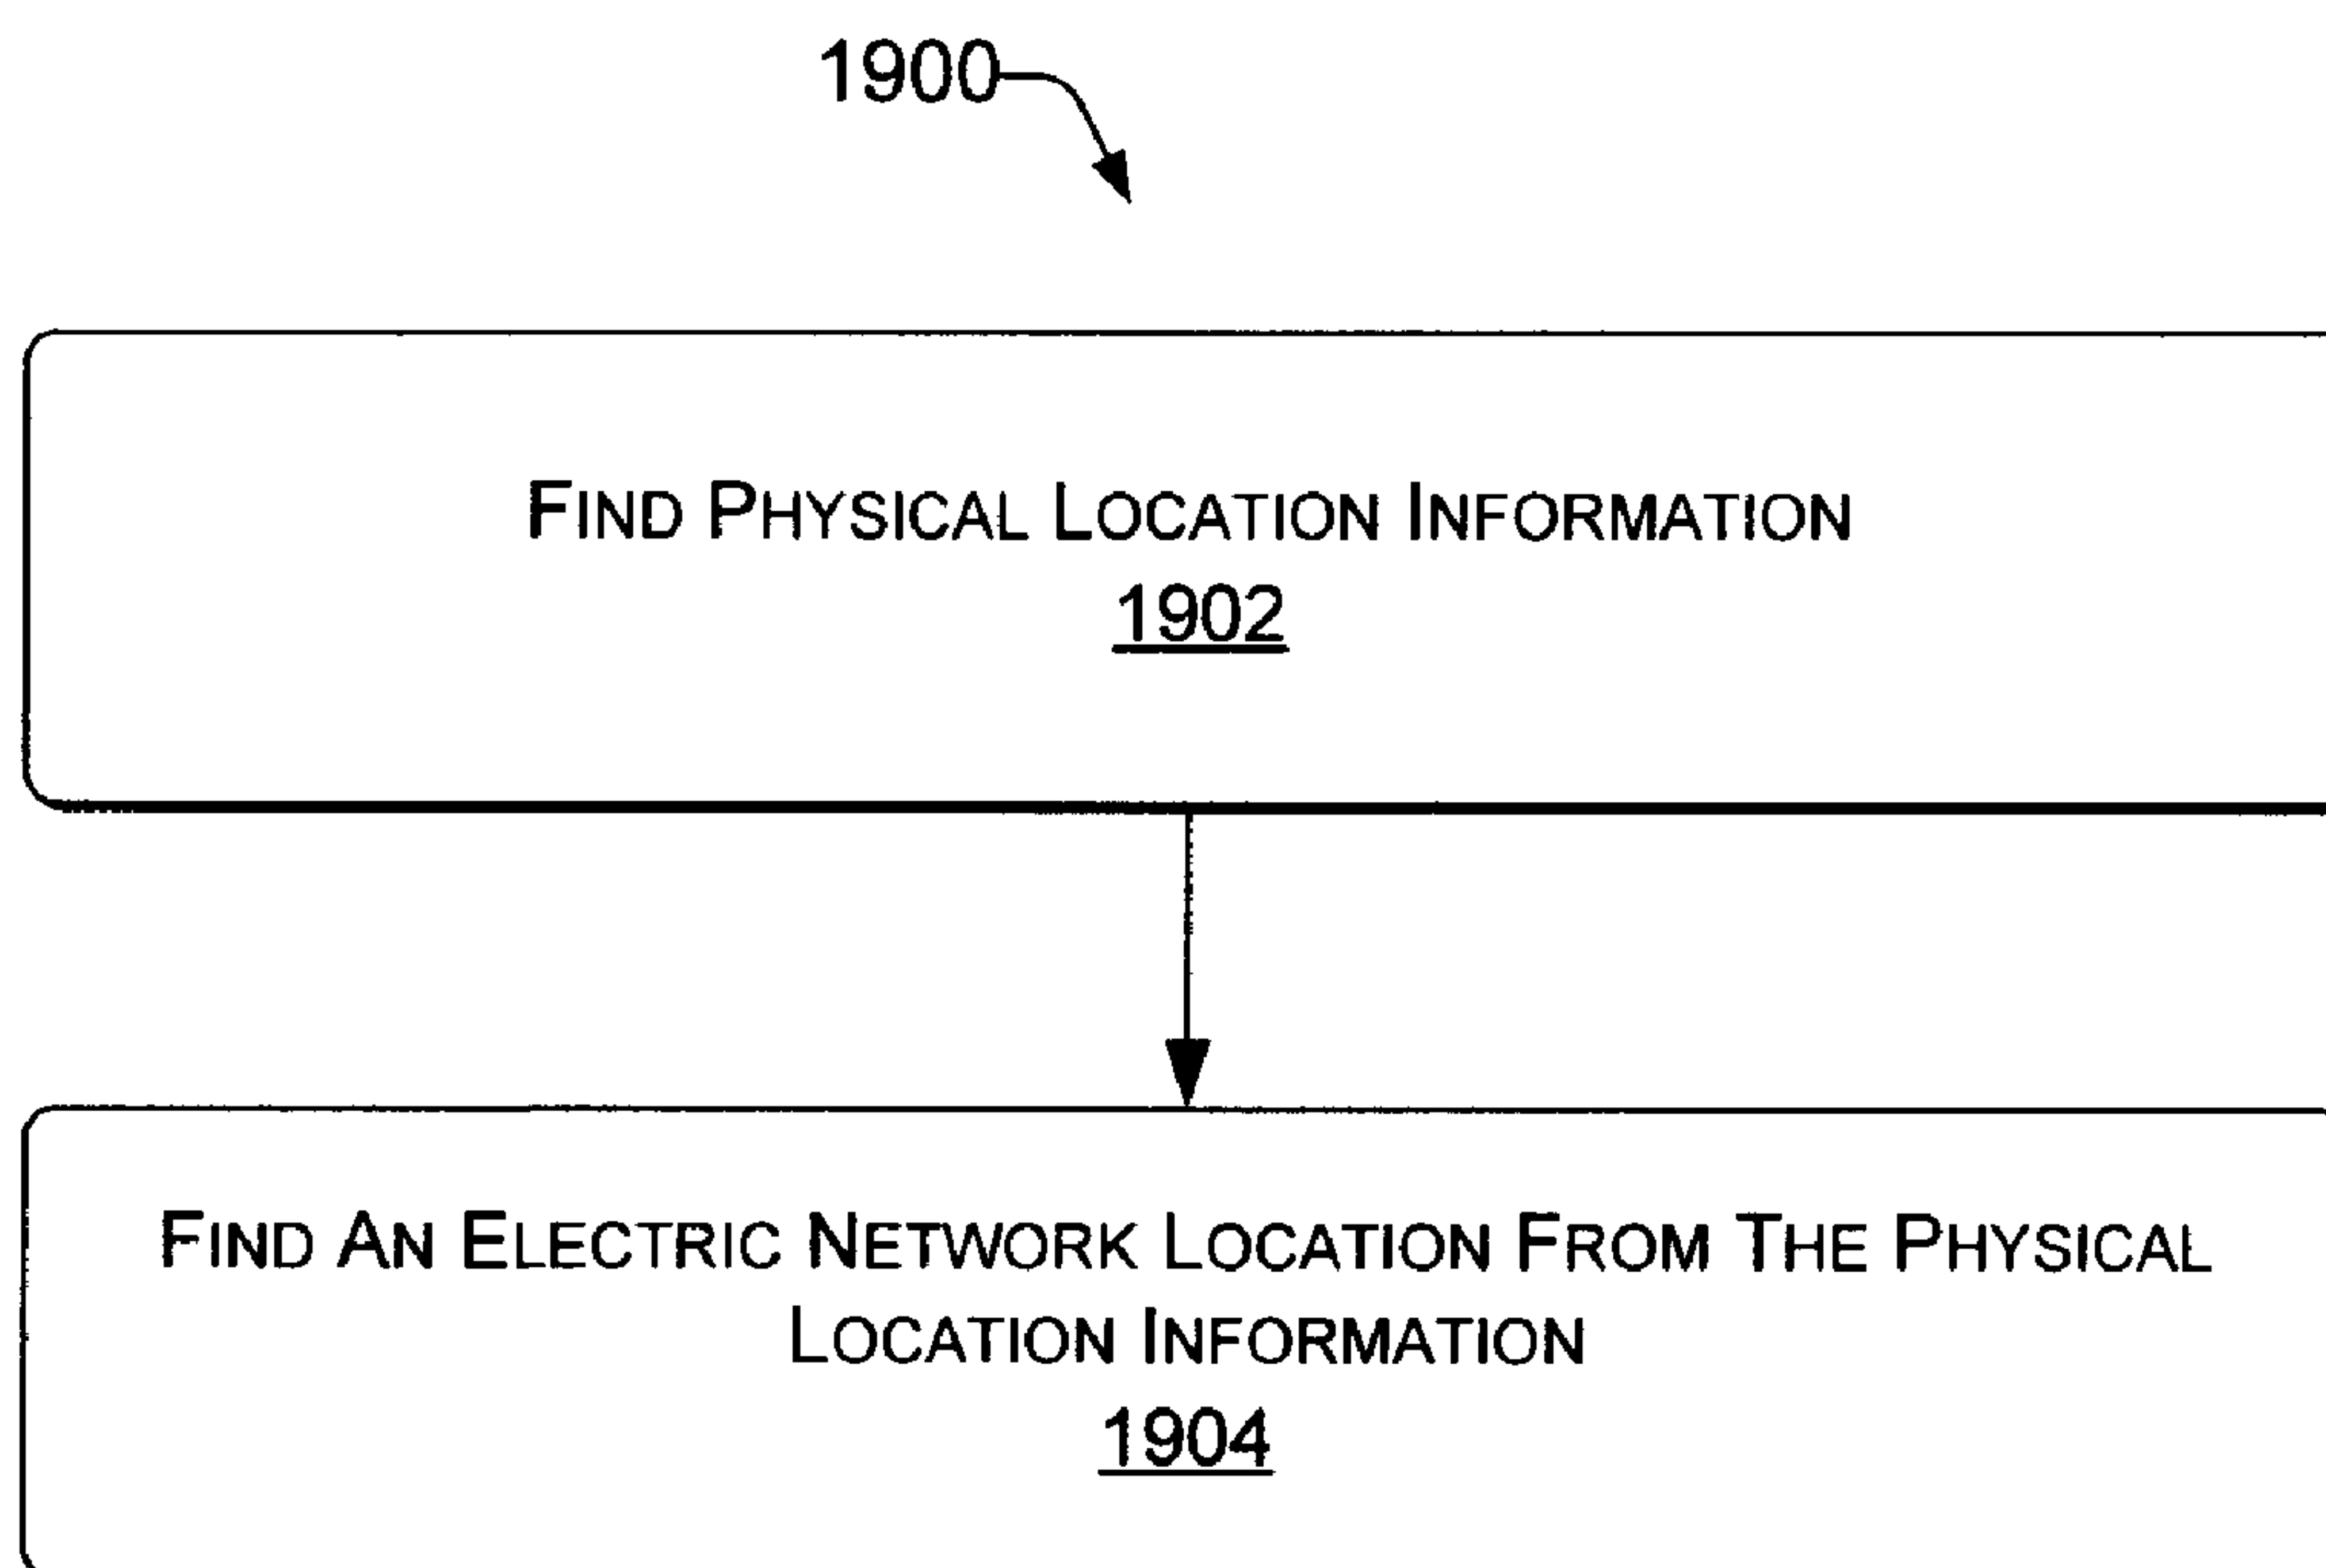 1900
FIND PHYSICAL LOCATION INFORMATION
1902
FIND AN ELECTRIC NETWORK LOCATION FROM THE PHYSICAL
LOCATION INFORMATION
1904